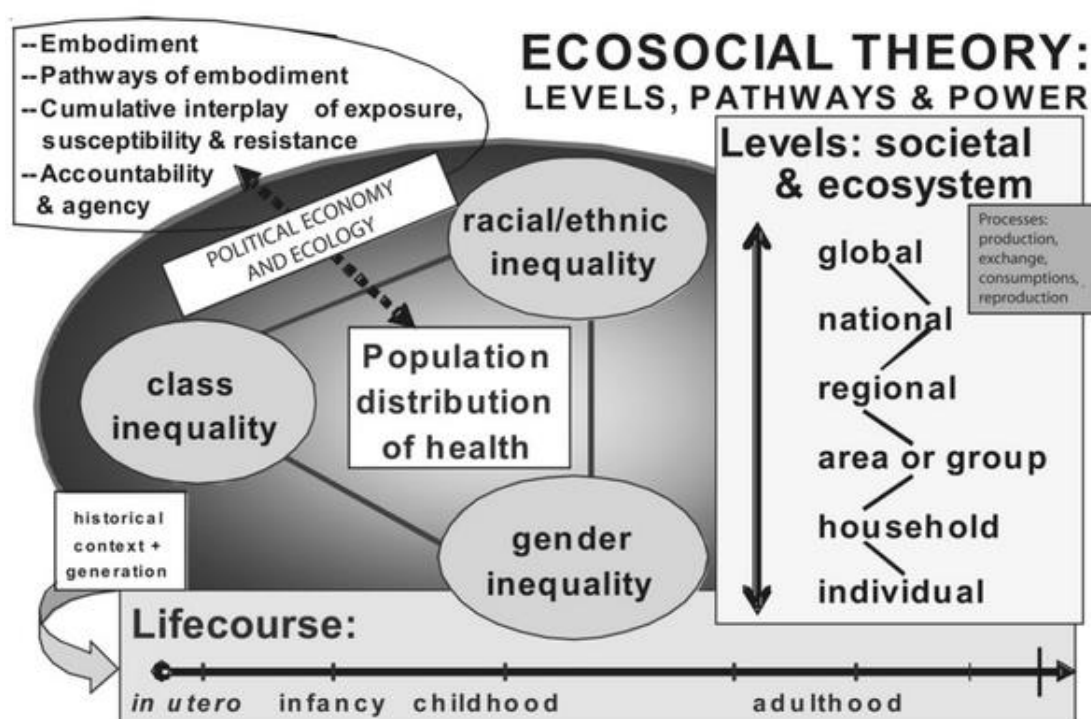 --Embodiment
--Pathways of embodiment
--Cumulative interplay of exposure,
susceptibility & resistance
--Accountability
& agency
ECOSOCIAL THEORY:
LEVELS, PATHWAYS & POWER
POLITICAL ECONOMY
AND ECOLOGY
racial/ethnic
inequality
class
inequality
Population
distribution
of health
gender
inequality
Levels: societal
& ecosystem
Processes:
production,
exchange,
consumptions,
reproduction
global
national
regional
area or group
household
individual
historical
context +
generation
Lifecourse:
in utero infancy childhood adulthood